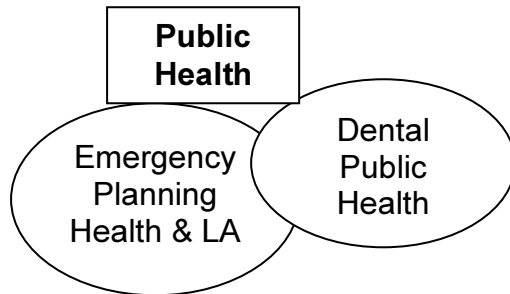 Public
Health
Emergency
Planning
Health & LA
Dental
Public
Health